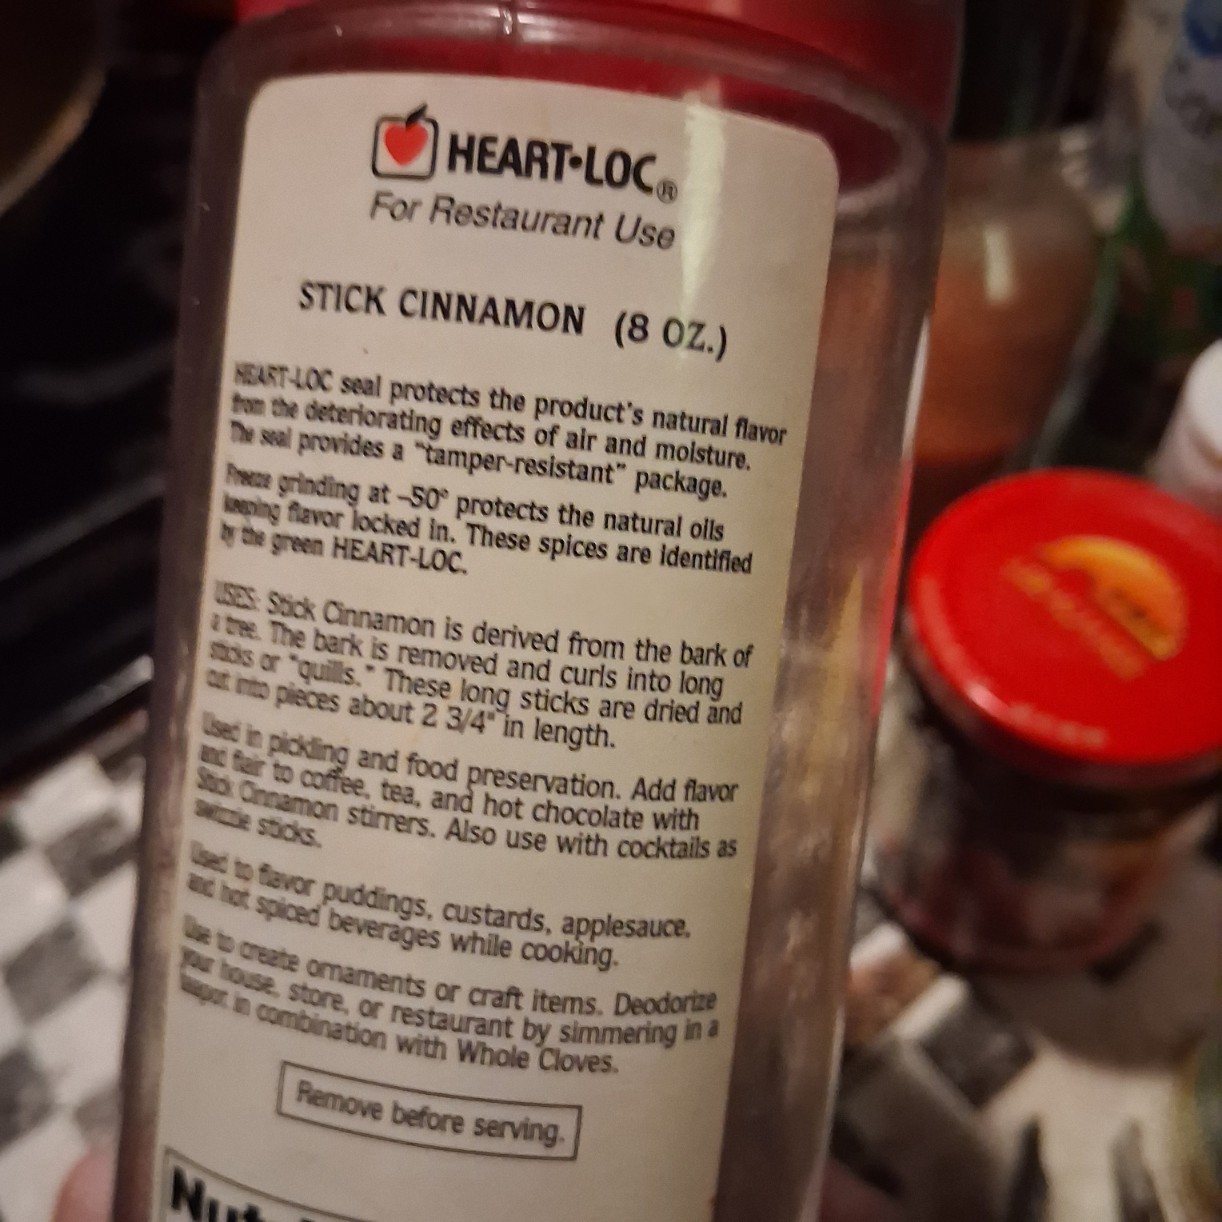 HEART•LOC®
For Restaurant Use
STICK CINNAMON (8 OZ.)
HEART-LOC seal protects the product's natural flavor
from the deteriorating effects of air and moisture.
The seal provides a "tamper-resistant" package.
Freeze grinding at –50° protects the natural oils
keeping flavor locked in. These spices are identified
by the green HEART-LOC.
USES: Stick Cinnamon is derived from the bark of
a tree. The bark is removed and curls into long
sticks or "quills." These long sticks are dried and
cut into pieces about 2 3/4" in length.
Used in pickling and food preservation. Add flavor
and flair to coffee, tea, and hot chocolate with
Stick Cinnamon stirrers. Also use with cocktails as
swizzle sticks.
Used to flavor puddings, custards, applesauce,
and hot spiced beverages while cooking.
Use to create ornaments or craft items. Deodorize
your house, store, or restaurant by simmering in a
teapot in combination with Whole Cloves.
Remove before serving.